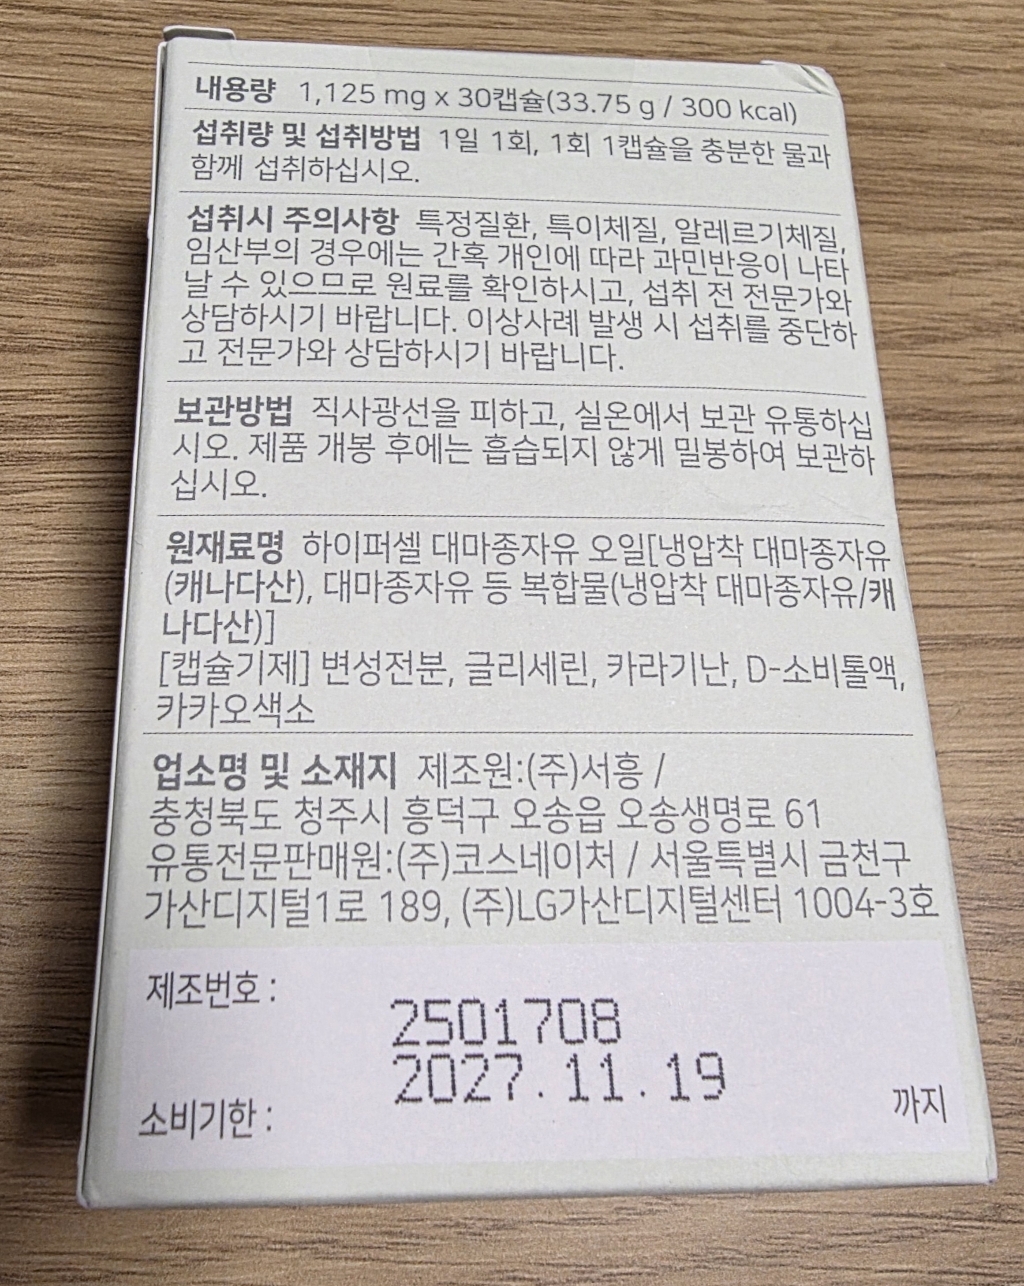 내용량 1,125 mg x 30캡슐(33.75 g / 300 kcal)
섭취량 및 섭취방법 1일 1회, 1회 1캡슐을 충분한 물과
함께 섭취하십시오.
섭취시 주의사항 특정질환, 특이체질, 알레르기체질,
임산부의 경우에는 간혹 개인에 따라 과민반응이 나타
날 수 있으므로 원료를 확인하시고, 섭취 전 전문가와
상담하시기 바랍니다. 이상사례 발생 시 섭취를 중단하
고 전문가와 상담하시기 바랍니다.
보관방법 직사광선을 피하고, 실온에서 보관 유통하십
시오. 제품 개봉 후에는 흡습되지 않게 밀봉하여 보관하
십시오.
원재료명 하이퍼셀 대마종자유 오일[냉압착 대마종자유
(캐나다산), 대마종자유 등 복합물(냉압착 대마종자유/캐
나다산)]
[캡슐기제] 변성전분, 글리세린, 카라기난, D-소비톨액,
카카오색소
업소명 및 소재지 제조원:(주)서흥 /
충청북도 청주시 흥덕구 오송읍 오송생명로 61
유통전문판매원:(주)코스네이처 / 서울특별시 금천구
가산디지털1로 189, (주)LG가산디지털센터 1004-3호
제조번호 :
2501708
2027. 11. 19
소비기한 :
까지